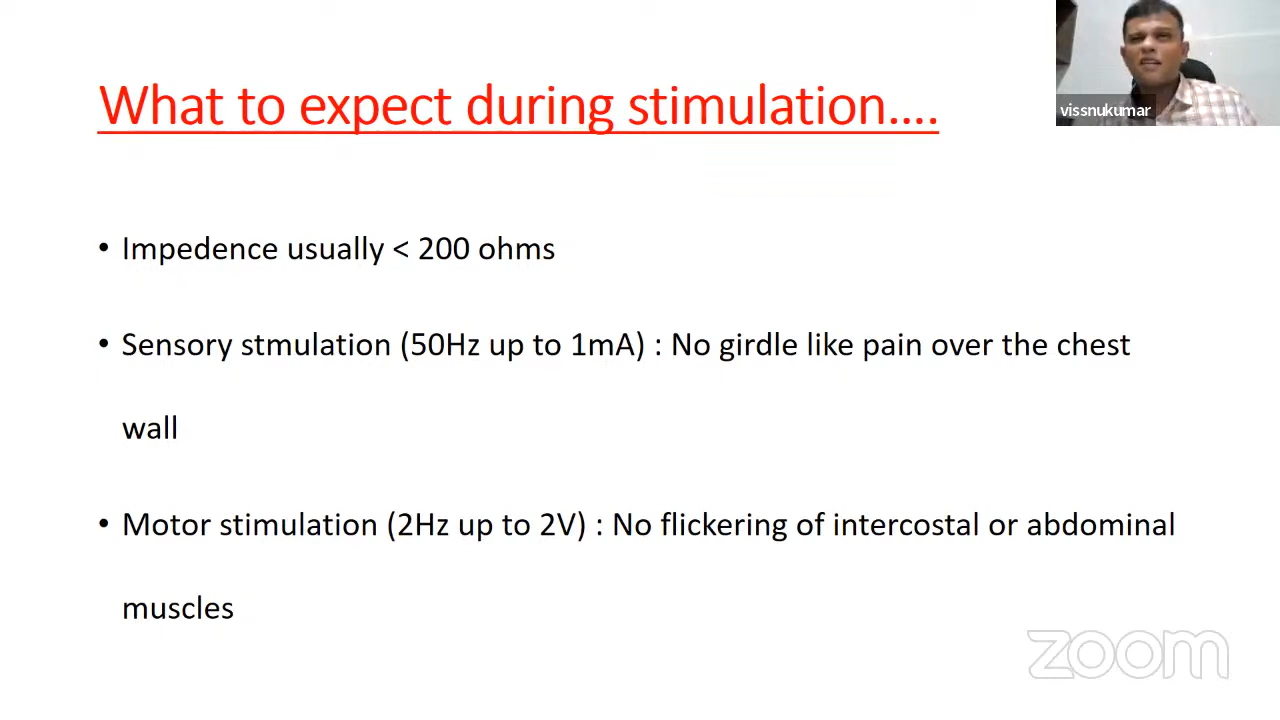 What to expect during stimulation….
vissnukumar
• Impedence usually < 200 ohms
• Sensory stmulation (50Hz up to 1mA) : No girdle like pain over the chest
wall
• Motor stimulation (2Hz up to 2V) : No flickering of intercostal or abdominal
muscles
zoom